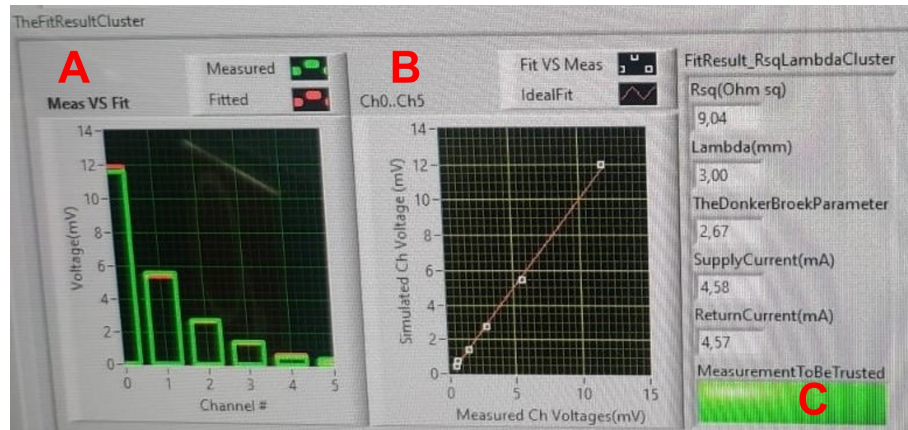 TheFitResultCluster
A
Measured
Meas VS Fit
Fitted
Voltage(mV)
14
12
10
8
6
4
2
0
0 1 2 3 4 5
Channel #
B
Fit VS Meas
Ch0..Ch5
IdealFit
Simulated Ch Voltage (mV)
14
12
10
8
6
4
2
0
0 5 10 15
Measured Ch Voltages(mV)
FitResult_RsqLambdaCluster
Rsq(Ohm sq)
9,04
Lambda(mm)
3,00
TheDonkerBroekParameter
2,67
SupplyCurrent(mA)
4,58
ReturnCurrent(mA)
4,57
MeasurementToBeTrusted
C